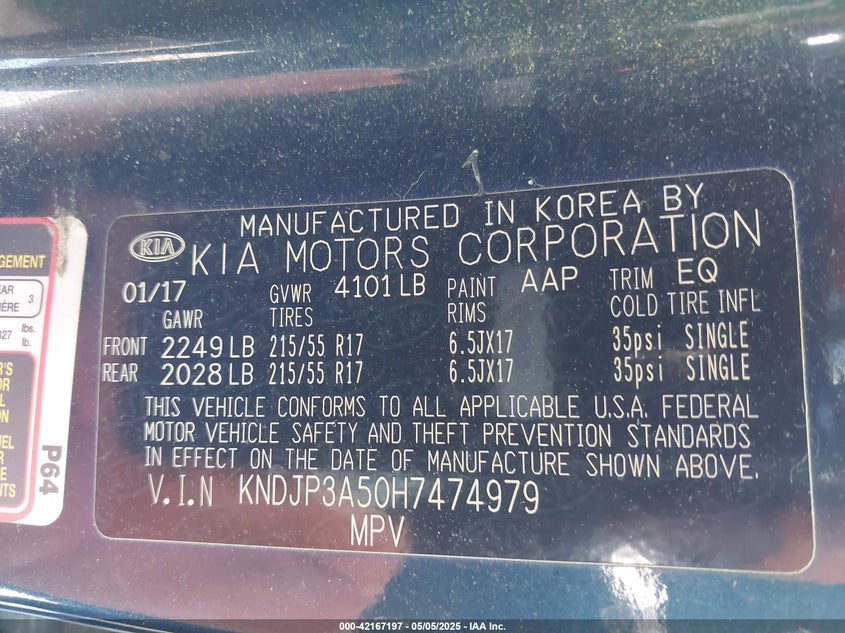 MANUFACTURED IN KOREA BY
KIA KIA MOTORS CORPORATION
01/17 GVWR 4101 LB PAINT AAP TRIM EQ
GAWR TIRES RIMS COLD TIRE INFL
FRONT 2249 LB 215/55 R17 6.5JX17 35psi SINGLE
REAR 2028 LB 215/55 R17 6.5JX17 35psi SINGLE
THIS VEHICLE CONFORMS TO ALL APPLICABLE U.S.A. FEDERAL
MOTOR VEHICLE SAFETY AND THEFT PREVENTION STANDARDS
IN EFFECT ON THE DATE OF MANUFACTURE SHOWN ABOVE.
V.I.N KNDJP3A50H7474979
MPV
GEMENT
3
lbs.
lb.
P64
000-42167197 - 05/05/2025 - IAA Inc.